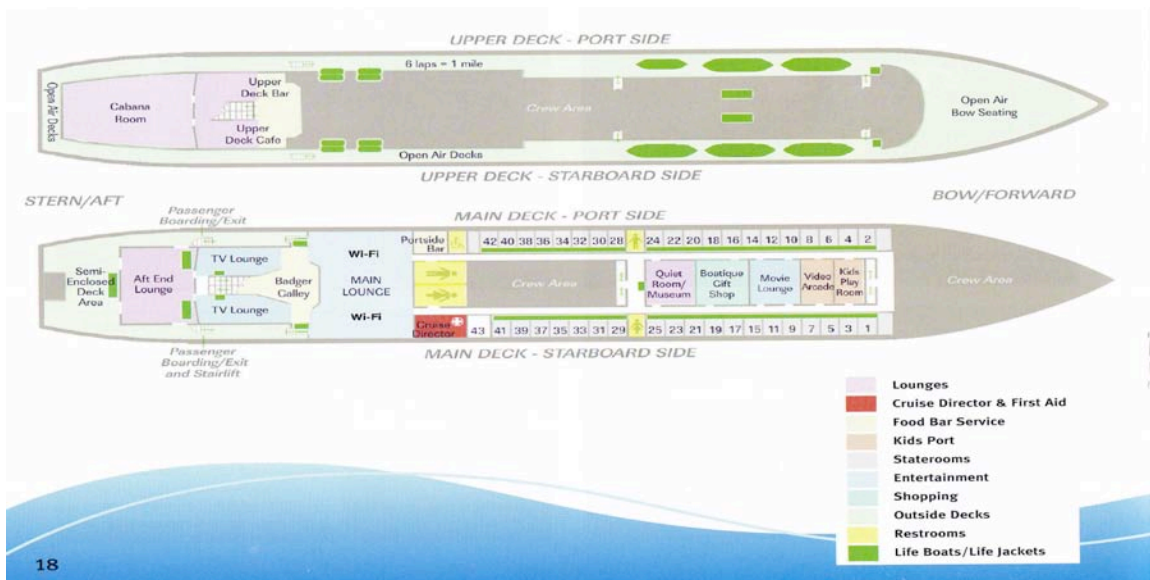 UPPER DECK - PORT SIDE
6 laps = 1 mile
Open Air Decks
Cabana
Room
Upper
Deck Bar
Upper
Deck Cafe
Crew Area
Open Air
Bow Seating
Open Air Decks
UPPER DECK - STARBOARD SIDE
STERN/AFT
BOW/FORWARD
Passenger
Boarding/Exit
MAIN DECK - PORT SIDE
Semi-
Enclosed
Deck
Area
Aft End
Lounge
TV Lounge
TV Lounge
Badger
Galley
Wi-Fi
MAIN
LOUNGE
Wi-Fi
Portside
Bar
42 40 38 36 34 32 30 28 24 22 20 18 16 14 12 10 8 6 4 2
Crew Area
Quiet
Room/
Museum
Boatique
Gift
Shop
Movie
Lounge
Video
Arcade
Kids
Play
Room
Crew Area
Cruise
Director
43 41 39 37 35 33 31 29 25 23 21 19 17 15 11 9 7 5 3 1
Passenger
Boarding/Exit
and Stairlift
MAIN DECK - STARBOARD SIDE
Lounges
Cruise Director & First Aid
Food Bar Service
Kids Port
Staterooms
Entertainment
Shopping
Outside Decks
Restrooms
Life Boats/Life Jackets
18